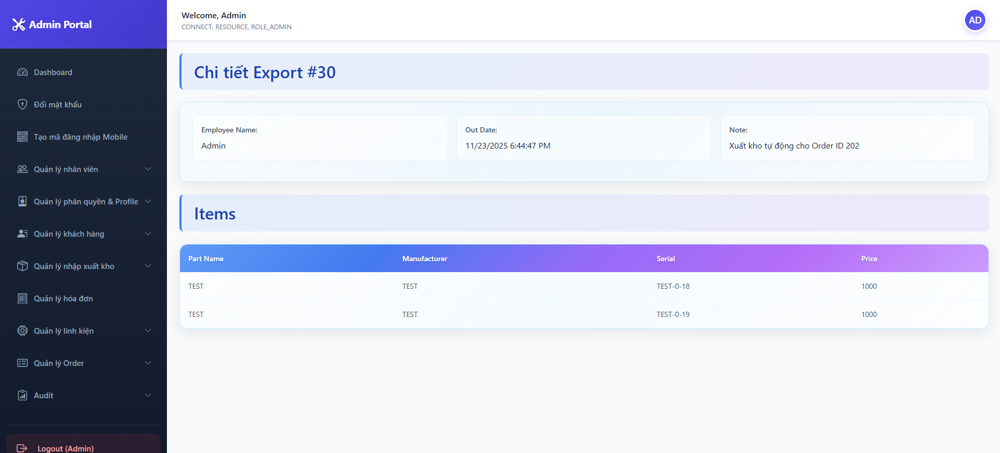 Admin Portal
Welcome, Admin
CONNECT, RESOURCE, ROLE_ADMIN
AD
Dashboard
Đổi mật khẩu
Tạo mã đăng nhập Mobile
Quản lý nhân viên
Quản lý phân quyền & Profile
Quản lý khách hàng
Quản lý nhập xuất kho
Quản lý hóa đơn
Quản lý linh kiện
Quản lý Order
Audit
Logout (Admin)
Chi tiết Export #30
Employee Name:
Admin
Out Date:
11/23/2025 6:44:47 PM
Note:
Xuất kho tự động cho Order ID 202
Items
Part Name Manufacturer Serial Price
TEST TEST TEST-0-18 1000
TEST TEST TEST-0-19 1000